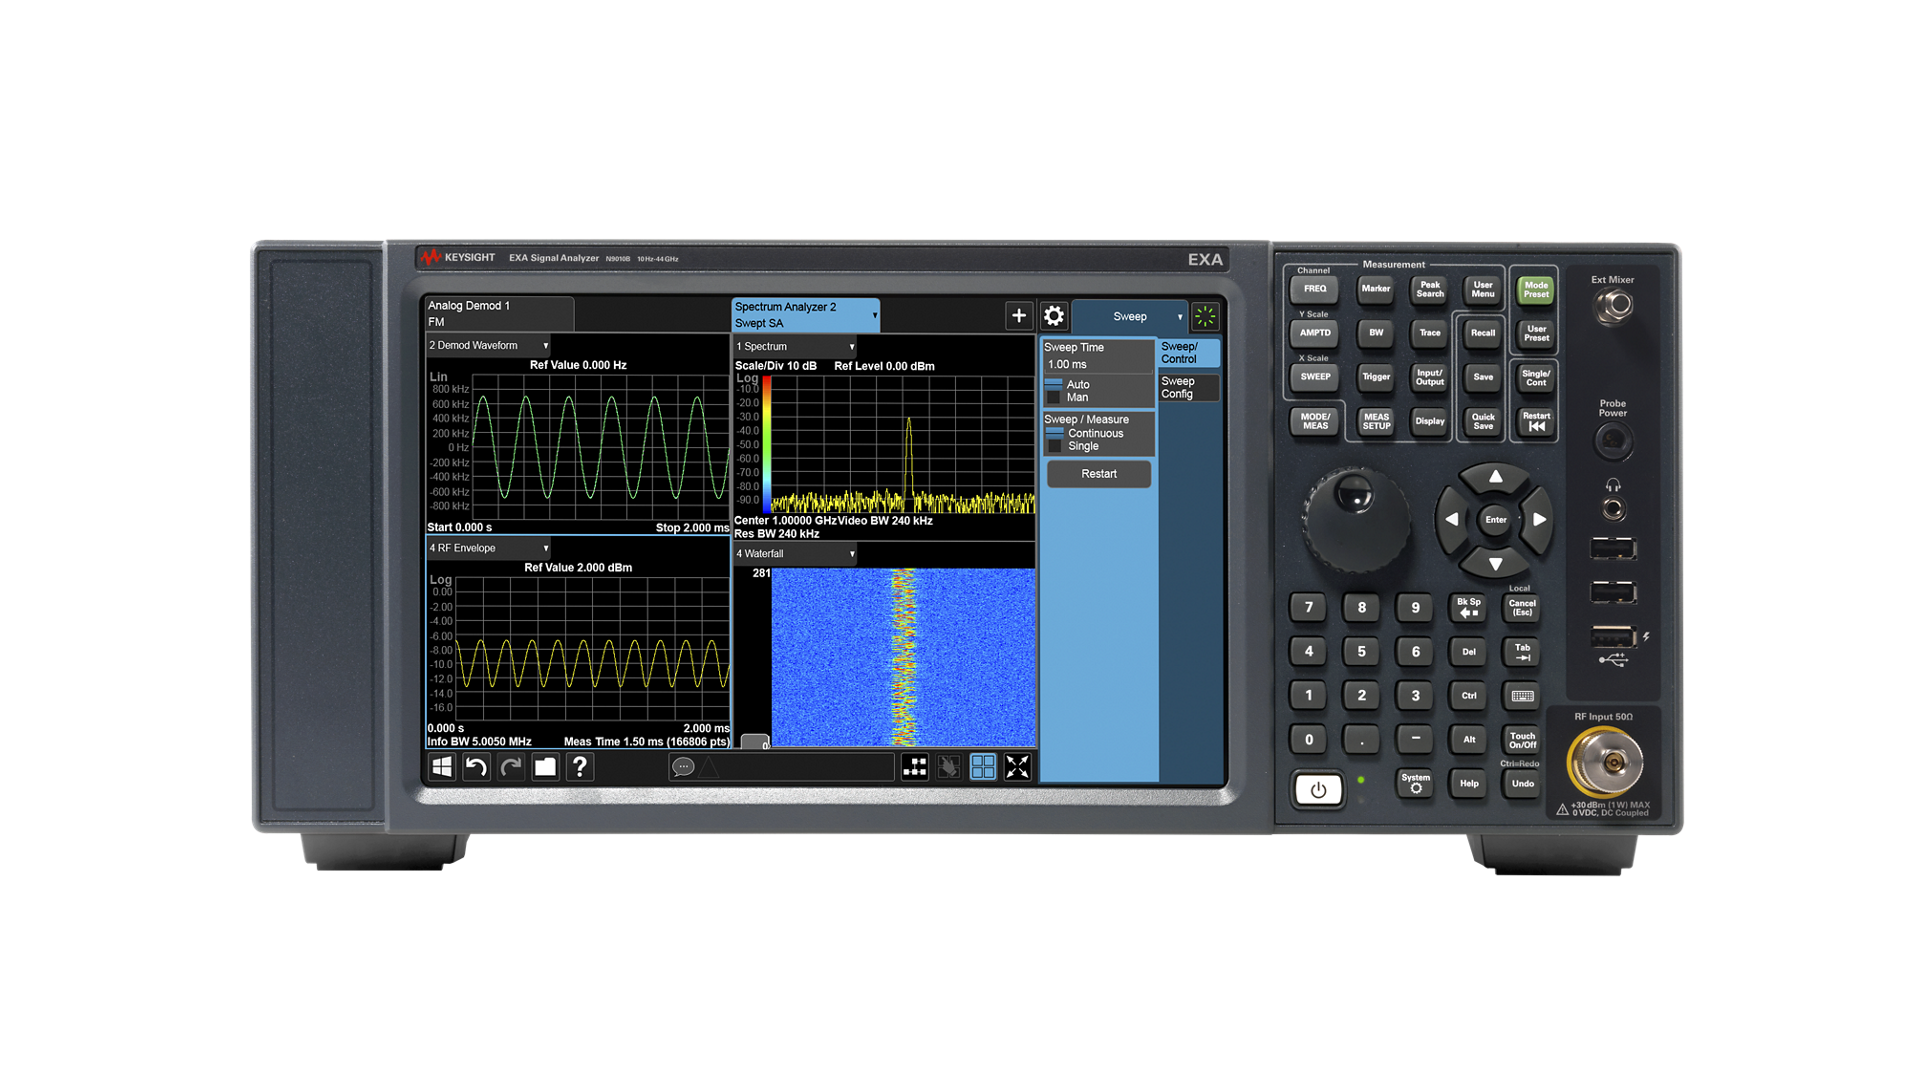 KEYSIGHT EXA Signal Analyzer N9010B 10Hz-44GHz
EXA
Analog Demod 1
FM
Spectrum Analyzer 2
Swept SA
+
Sweep
2 Demod Waveform
Ref Value 0.000 Hz
Lin
800 kHz
600 kHz
400 kHz
200 kHz
0 Hz
-200 kHz
-400 kHz
-600 kHz
-800 kHz
Start 0.000 s
Stop 2.000 ms
1 Spectrum
Scale/Div 10 dB
Ref Level 0.00 dBm
Log
-10.0
-20.0
-30.0
-40.0
-50.0
-60.0
-70.0
-80.0
-90.0
Center 1.00000 GHz Video BW 240 kHz
Res BW 240 kHz
4 RF Envelope
Ref Value 2.000 dBm
Log
0.00
-2.00
-4.00
-6.00
-8.00
-10.0
-12.0
-14.0
-16.0
0.000 s
2.000 ms
Info BW 5.0050 MHz
Meas Time 1.50 ms (166806 pts)
4 Waterfall
281
0
?
Sweep Time
1.00 ms
Auto
Man
Sweep / Measure
Continuous
Single
Restart
Sweep/
Control
Sweep
Config
Measurement
Channel
FREQ
Marker
Peak
Search
User
Menu
Mode
Preset
Y Scale
AMPTD
BW
Trace
Recall
User
Preset
X Scale
SWEEP
Trigger
Input/
Output
Save
Single/
Cont
MODE/
MEAS
MEAS
SETUP
Display
Quick
Save
Restart
Enter
Local
7
8
9
Bk Sp
Cancel
(Esc)
4
5
6
Del
Tab
1
2
3
Ctrl
0
.
−
Alt
Touch
On/Off
Ctrl=Redo
System
Help
Undo
Ext Mixer
Probe
Power
RF Input 50Ω
+30 dBm (1W) MAX
0 VDC, DC Coupled